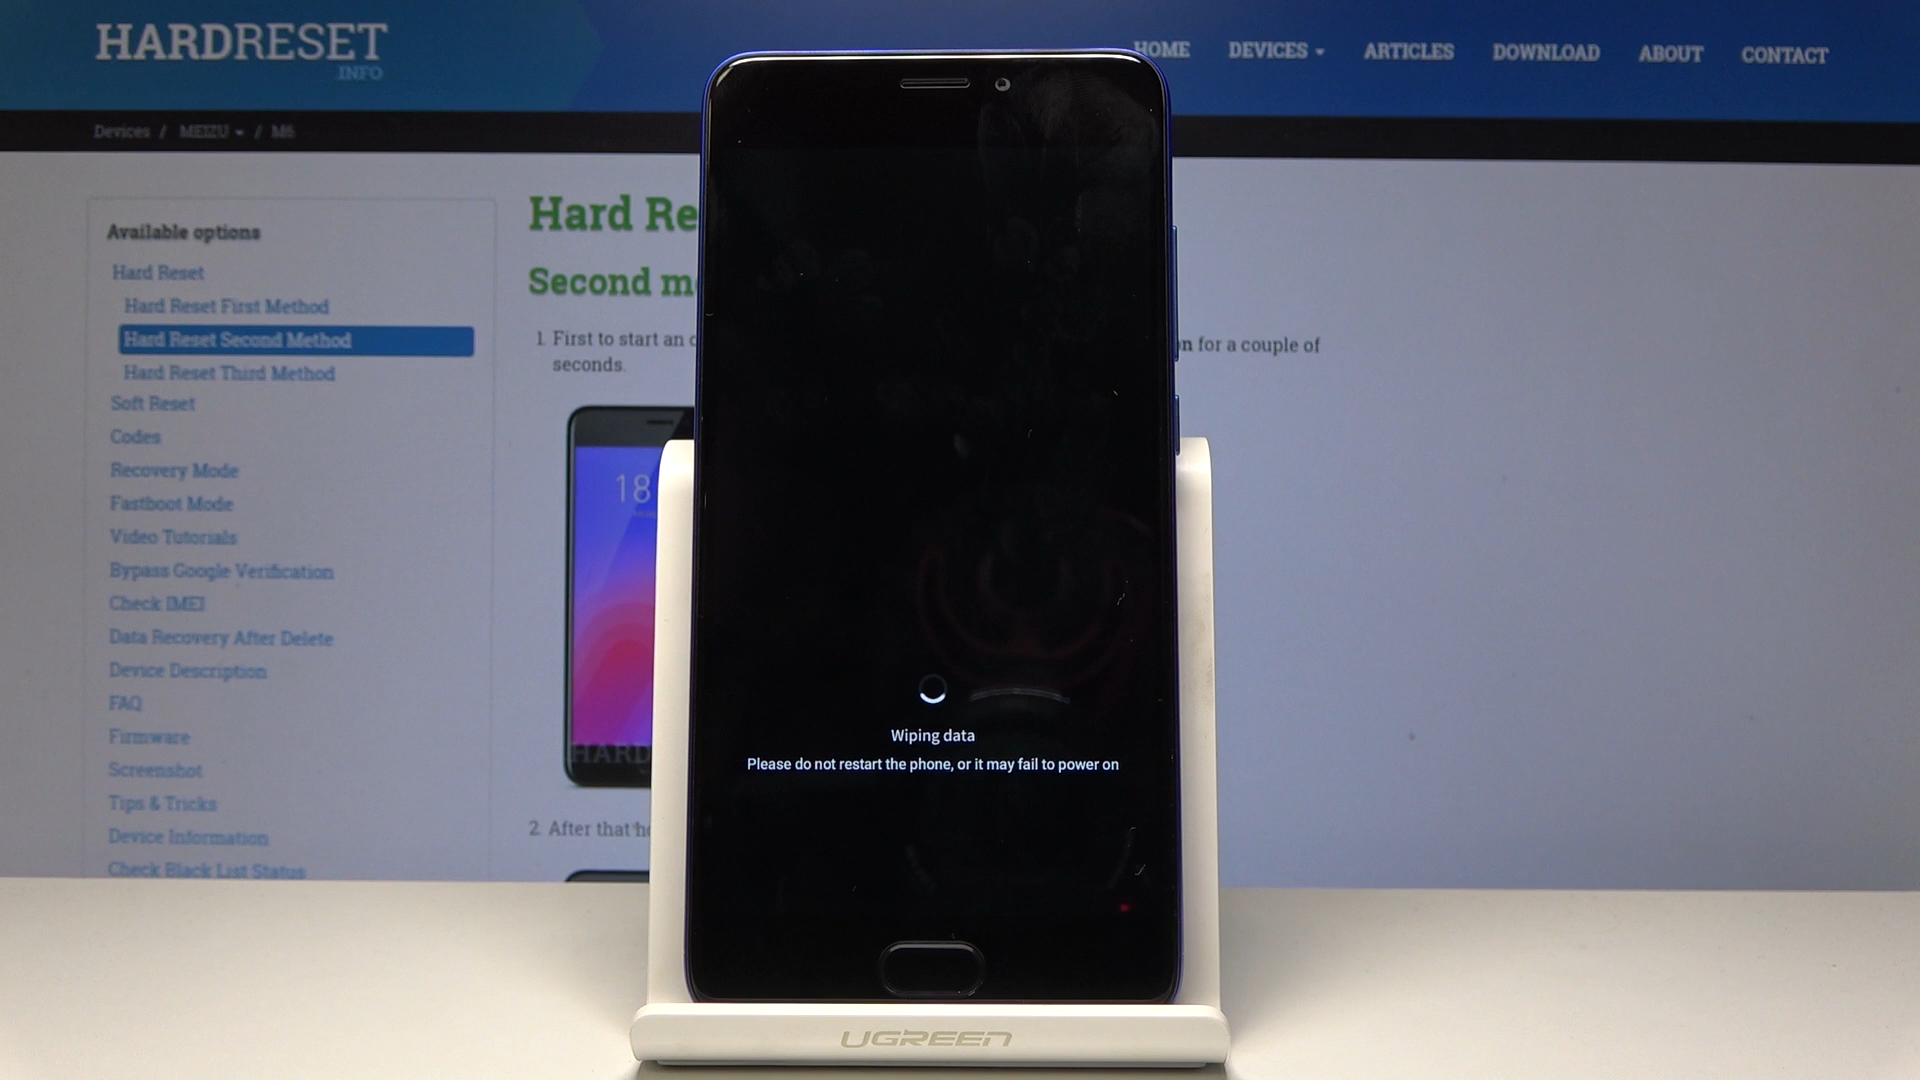 HARDRESET
INFO
HOME DEVICES ARTICLES DOWNLOAD ABOUT CONTACT
Devices / MEIZU / M6
Available options
Hard Reset
Hard Reset First Method
Hard Reset Second Method
Hard Reset Third Method
Soft Reset
Codes
Recovery Mode
Fastboot Mode
Video Tutorials
Bypass Google Verification
Check IMEI
Data Recovery After Delete
Device Description
FAQ
Firmware
Screenshot
Tips & Tricks
Device Information
Check Black List Status
Hard Re
Second m
1. First to start an
n for a couple of
seconds.
18
HARD
2. After that h
Wiping data
Please do not restart the phone, or it may fail to power on
UGREEN